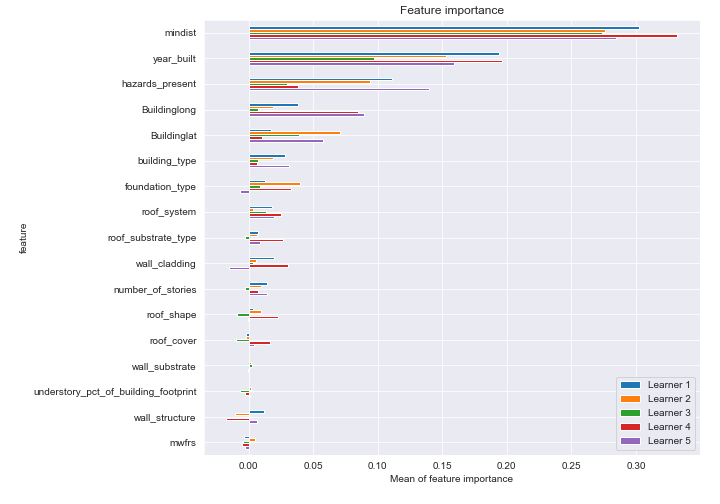 Feature importance
mindist
year_built
hazards_present
Buildinglong
Buildinglat
building_type
foundation_type
roof_system
roof_substrate_type
wall_cladding
number_of_stories
roof_shape
roof_cover
wall_substrate
understory_pct_of_building_footprint
wall_structure
mwfrs
feature
Learner 1
Learner 2
Learner 3
Learner 4
Learner 5
0.00 0.05 0.10 0.15 0.20 0.25 0.30
Mean of feature importance